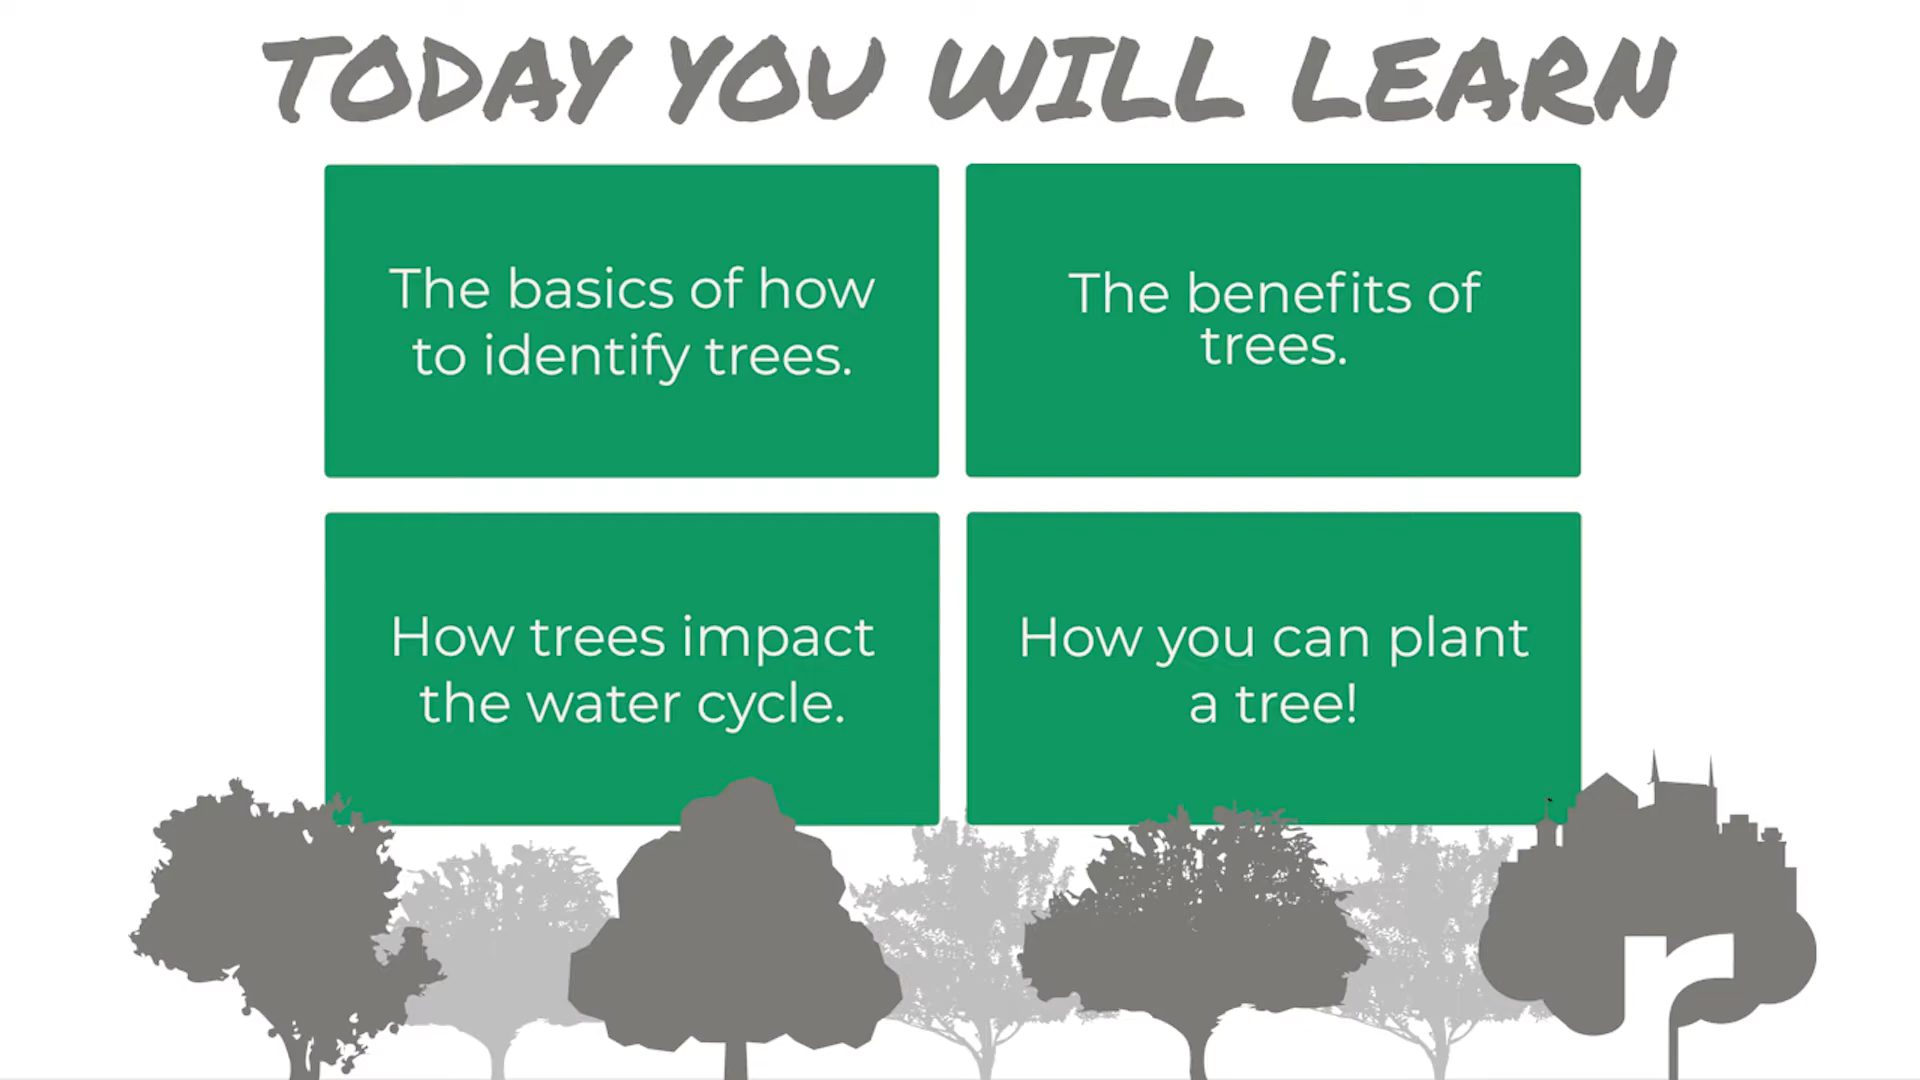 TODAY YOU WILL LEARN
The basics of how
to identify trees.
The benefits of
trees.
How trees impact
the water cycle.
How you can plant
a tree!
r